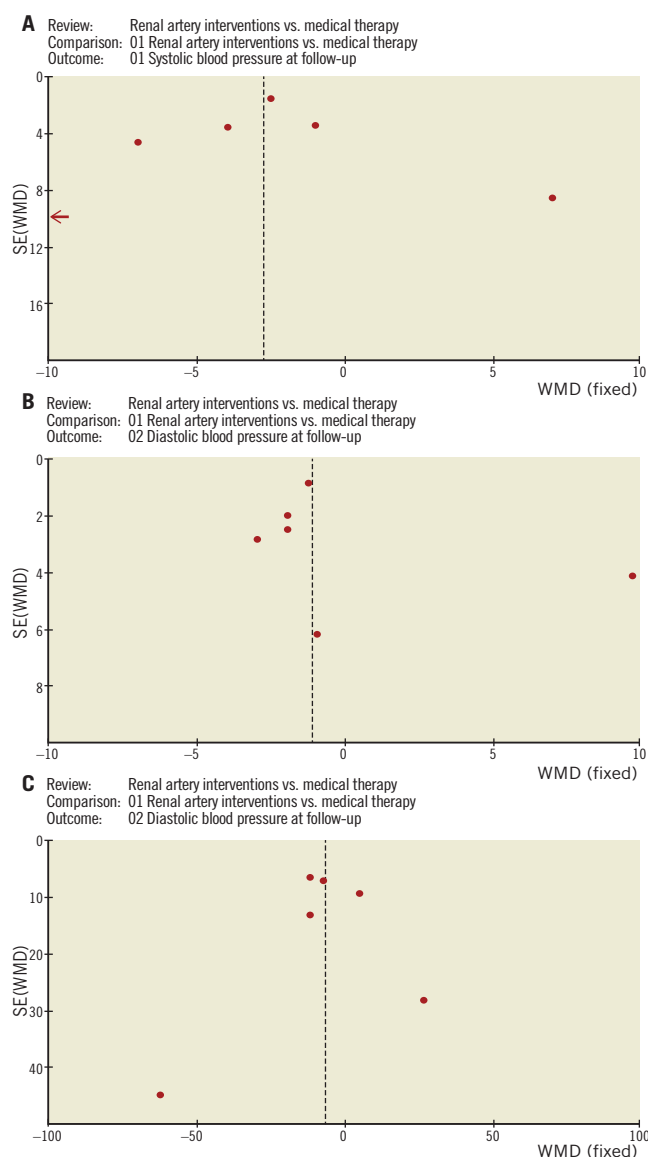 A Review: Renal artery interventions vs. medical therapy
Comparison: 01 Renal artery interventions vs. medical therapy
Outcome: 01 Systolic blood pressure at follow-up
0
4
8
12
16
SE(WMD)
−10 −5 0 5 10
WMD (fixed)
B Review: Renal artery interventions vs. medical therapy
Comparison: 01 Renal artery interventions vs. medical therapy
Outcome: 02 Diastolic blood pressure at follow-up
0
2
4
6
8
SE(WMD)
−10 −5 0 5 10
WMD (fixed)
C Review: Renal artery interventions vs. medical therapy
Comparison: 01 Renal artery interventions vs. medical therapy
Outcome: 02 Diastolic blood pressure at follow-up
0
10
20
30
40
SE(WMD)
−100 −50 0 50 100
WMD (fixed)